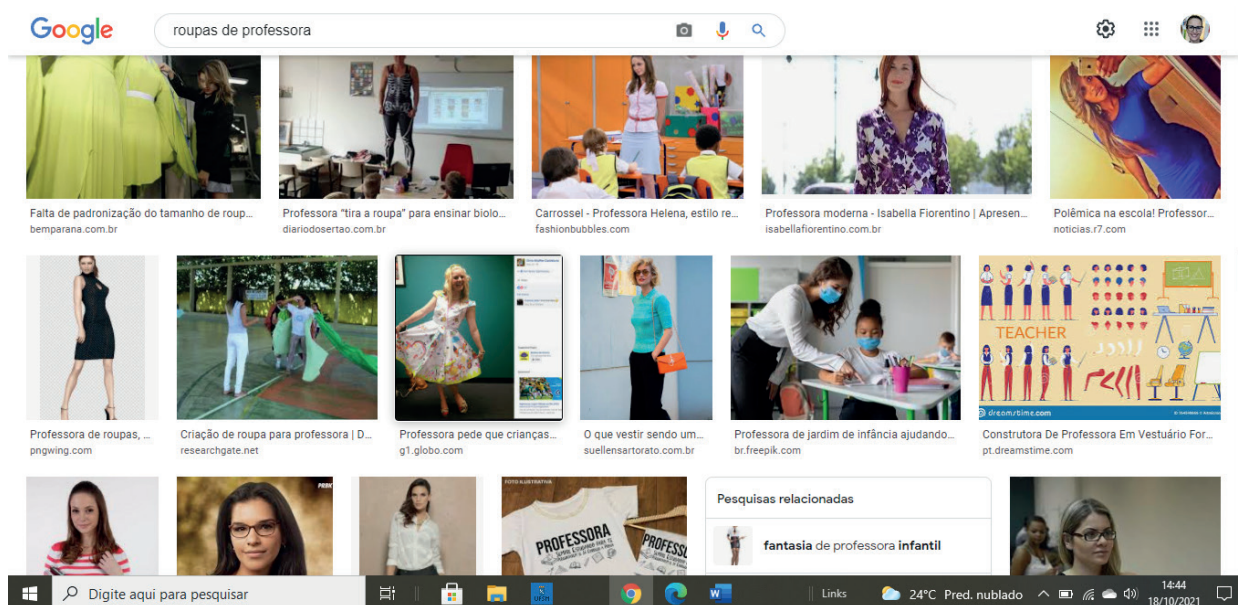 Google
roupas de professora
Falta de padronização do tamanho de roup...
bemparana.com.br
Professora "tira a roupa" para ensinar biolo...
diariodosertao.com.br
Carrossel - Professora Helena, estilo re...
fashionbubbles.com
Professora moderna - Isabella Fiorentino | Apresen...
isabellafiorentino.com.br
Polêmica na escola! Professor...
noticias.r7.com
TEACHER
dreamstime.com
Professora de roupas, ...
pngwing.com
Criação de roupa para professora | D...
researchgate.net
Professora pede que crianças...
g1.globo.com
O que vestir sendo um...
suellensartorato.com.br
Professora de jardim de infância ajudando...
br.freepik.com
Construtora De Professora Em Vestuário For...
pt.dreamstime.com
PRBK
FOTO ILUSTRATIVA
PROFESSORA
PROFESSO
Pesquisas relacionadas
fantasia de professora infantil
Digite aqui para pesquisar
UFSM
Links
24°C Pred. nublado
14:44
18/10/2021